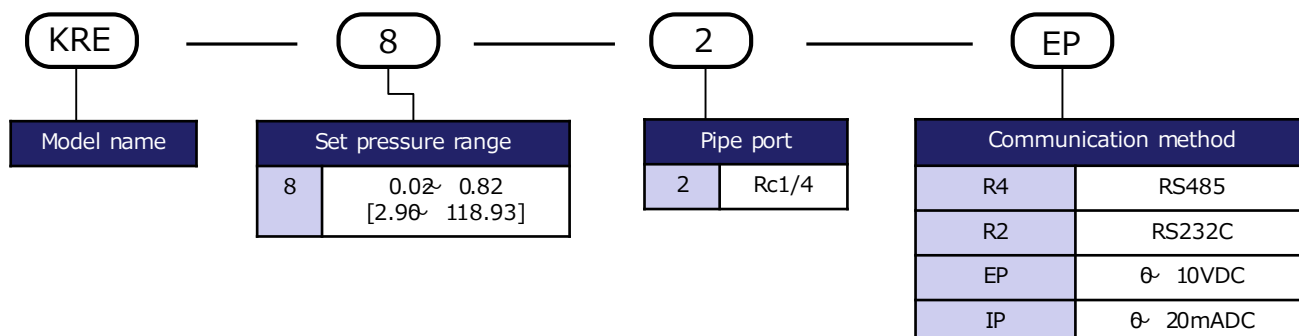 KRE 8 2 EP
Model name
Set pressure range
8 0.02~ 0.82
[2.90~ 118.93]
Pipe port
2 Rc1/4
Communication method
R4 RS485
R2 RS232C
EP 0~ 10VDC
IP 0~ 20mADC